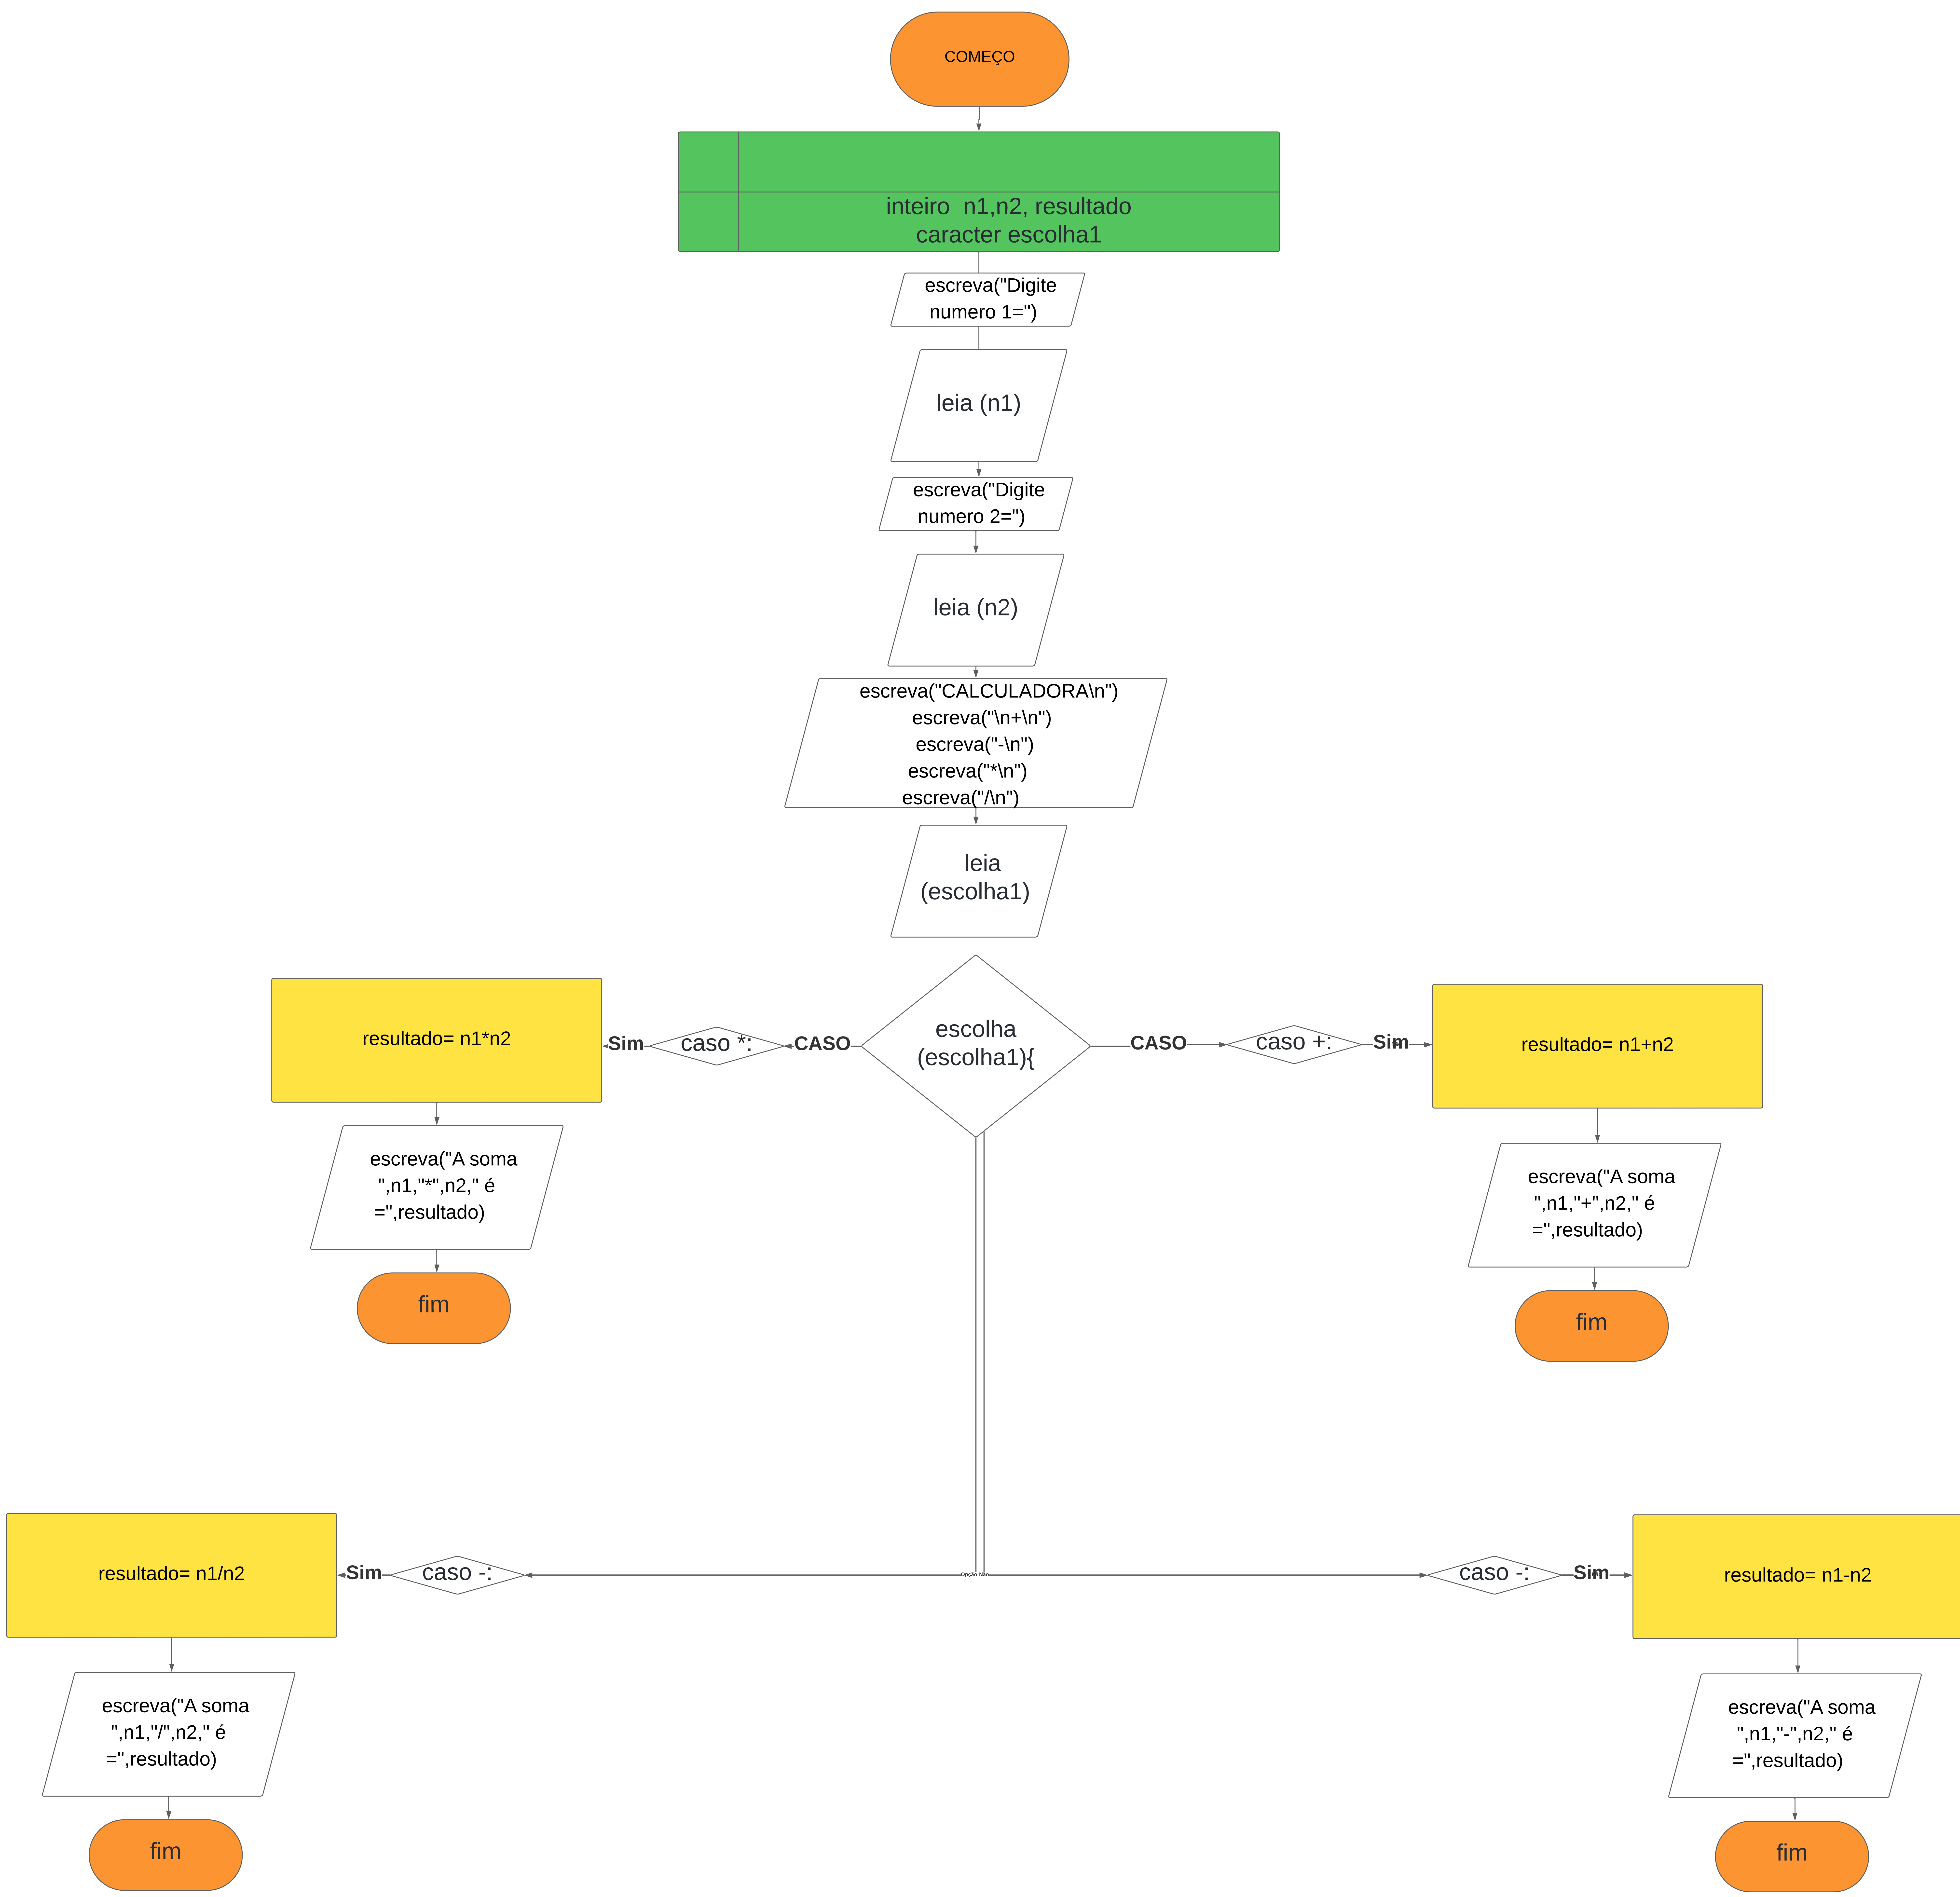 COMEÇO
inteiro  n1,n2, resultado
caracter escolha1
escreva("Digite
numero 1=")
leia (n1)
escreva("Digite
numero 2=")
leia (n2)
escreva("CALCULADORA\n")
escreva("\n+\n")
escreva("-\n")
escreva("*\n")
escreva("/\n")
leia
(escolha1)
resultado= n1*n2
Sim
caso *:
CASO
escolha
(escolha1){
CASO
caso +:
Sim
resultado= n1+n2
escreva("A soma
",n1,"*",n2," é
=",resultado)
fim
escreva("A soma
",n1,"+",n2," é
=",resultado)
fim
resultado= n1/n2
Sim
caso -:
Opção Não
caso -:
Sim
resultado= n1-n2
escreva("A soma
",n1,"/",n2," é
=",resultado)
fim
escreva("A soma
",n1,"-",n2," é
=",resultado)
fim